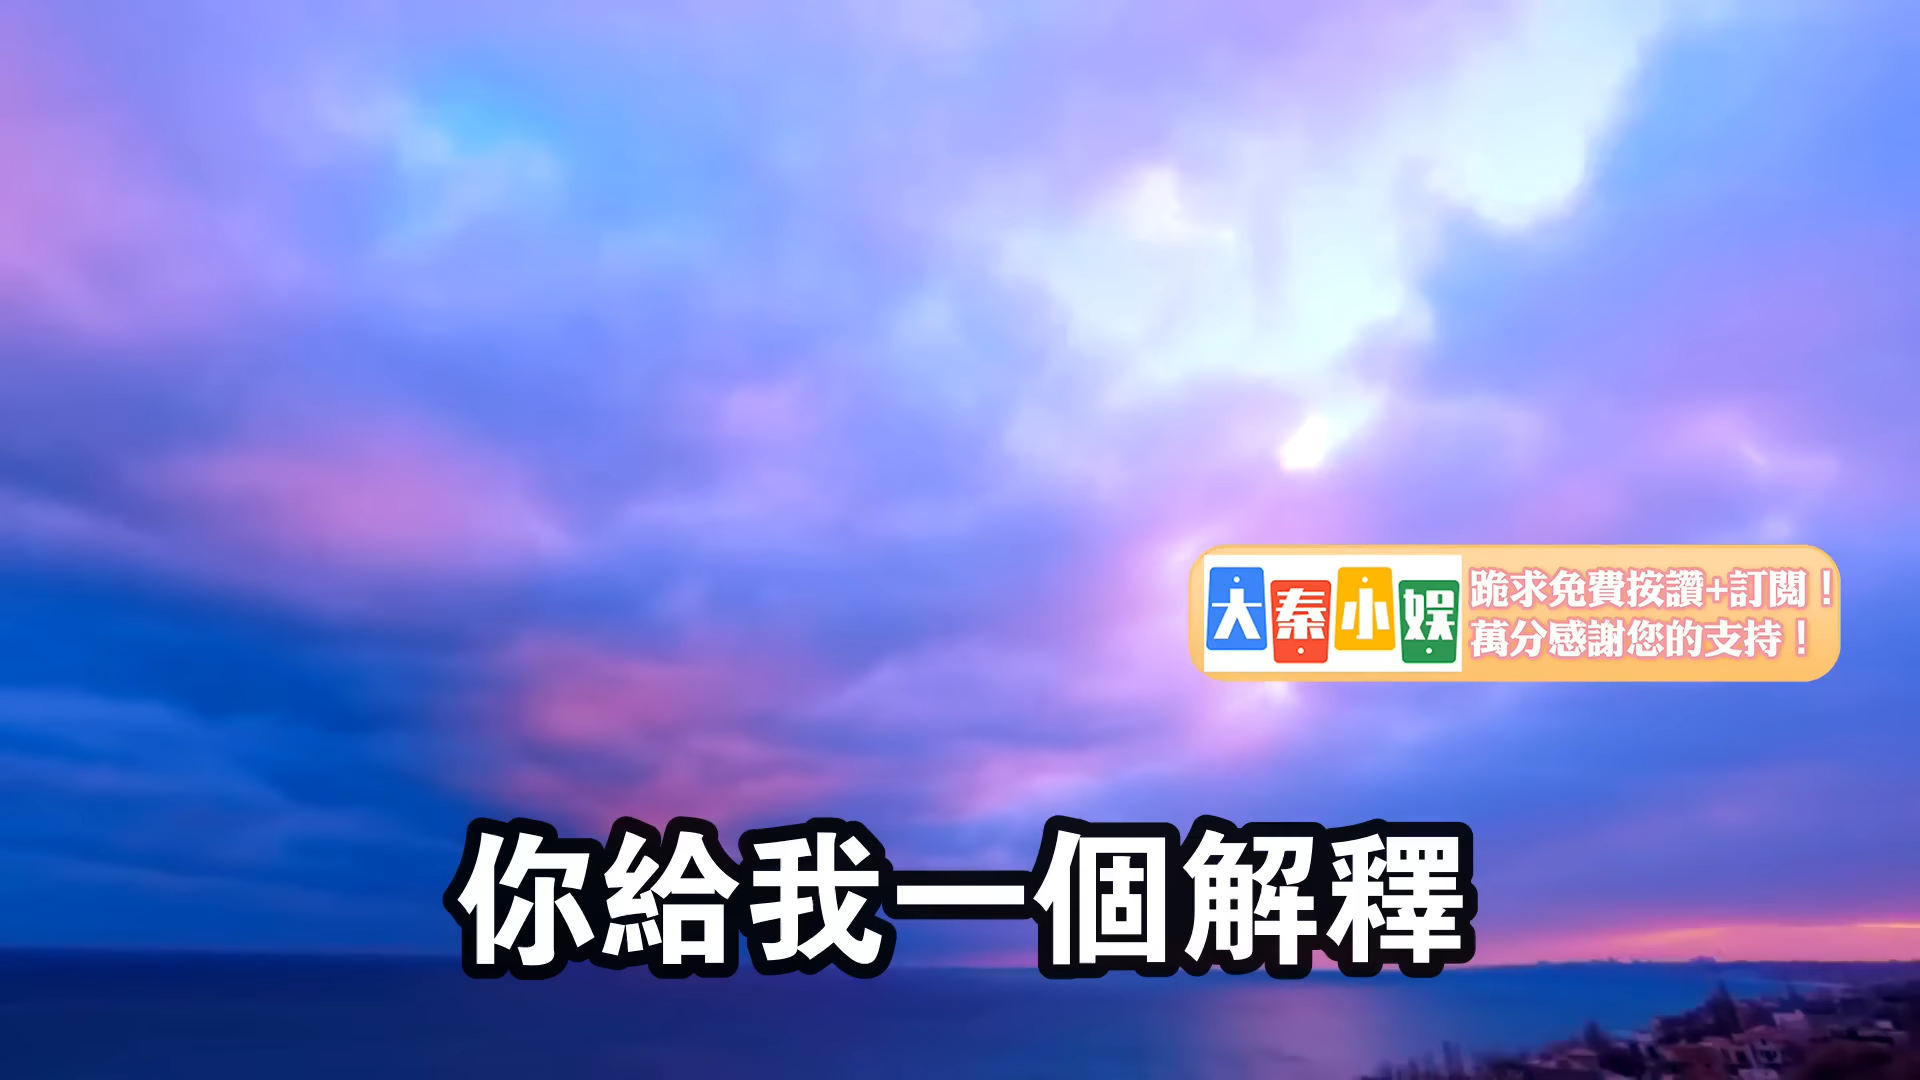 大秦小娱
跪求免費按讚+訂閱！
萬分感謝您的支持！
你給我一個解釋